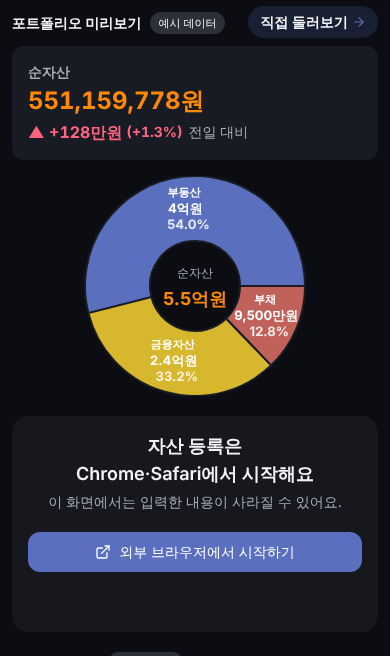 포트폴리오 미리보기 예시 데이터 직접 둘러보기 →
순자산
551,159,778원
▲ +128만원 (+1.3%) 전일 대비
부동산
4억원
54.0%
순자산
5.5억원
부채
9,500만원
12.8%
금융자산
2.4억원
33.2%
자산 등록은
Chrome·Safari에서 시작해요
이 화면에서는 입력한 내용이 사라질 수 있어요.
외부 브라우저에서 시작하기